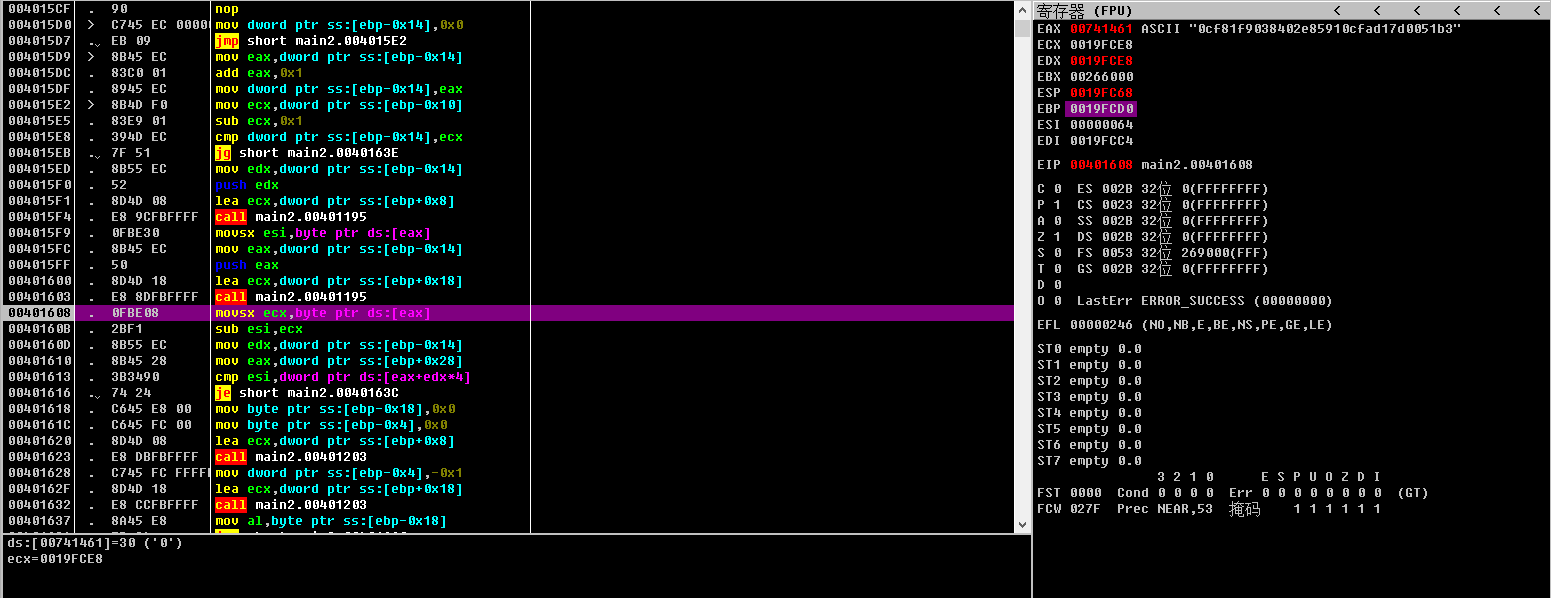 004015CF . 90 nop
004015D0 > C745 EC 0000 mov dword ptr ss:[ebp-0x14],0x0
004015D7 . EB 09 jmp short main2.004015E2
004015D9 > 8B45 EC mov eax,dword ptr ss:[ebp-0x14]
004015DC . 83C0 01 add eax,0x1
004015DF . 8945 EC mov dword ptr ss:[ebp-0x14],eax
004015E2 > 8B4D F0 mov ecx,dword ptr ss:[ebp-0x10]
004015E5 . 83E9 01 sub ecx,0x1
004015E8 . 394D EC cmp dword ptr ss:[ebp-0x14],ecx
004015EB . 7F 51 jg short main2.0040163E
004015ED . 8B55 EC mov edx,dword ptr ss:[ebp-0x14]
004015F0 . 52 push edx
004015F1 . 8D4D 08 lea ecx,dword ptr ss:[ebp+0x8]
004015F4 . E8 9CFBFFFF call main2.00401195
004015F9 . 0FBE30 movsx esi,byte ptr ds:[eax]
004015FC . 8B45 EC mov eax,dword ptr ss:[ebp-0x14]
004015FF . 50 push eax
00401600 . 8D4D 18 lea ecx,dword ptr ss:[ebp+0x18]
00401603 . E8 8DFBFFFF call main2.00401195
00401608 . 0FBE08 movsx ecx,byte ptr ds:[eax]
0040160B . 2BF1 sub esi,ecx
0040160D . 8B55 EC mov edx,dword ptr ss:[ebp-0x14]
00401610 . 8B45 28 mov eax,dword ptr ss:[ebp+0x28]
00401613 . 3B3490 cmp esi,dword ptr ds:[eax+edx*4]
00401616 . 74 24 je short main2.0040163C
00401618 . C645 E8 00 mov byte ptr ss:[ebp-0x18],0x0
0040161C . C645 FC 00 mov byte ptr ss:[ebp-0x4],0x0
00401620 . 8D4D 08 lea ecx,dword ptr ss:[ebp+0x8]
00401623 . E8 DBFBFFFF call main2.00401203
00401628 . C745 FC FFFFF mov dword ptr ss:[ebp-0x4],-0x1
0040162F . 8D4D 18 lea ecx,dword ptr ss:[ebp+0x18]
00401632 . E8 CCFBFFFF call main2.00401203
00401637 . 8A45 E8 mov al,byte ptr ss:[ebp-0x18]
ds:[00741461]=30 ('0')
ecx=0019FCE8
寄存器 (FPU) < < < < < <
EAX 00741461 ASCII "0cf81f9038402e85910cfad17d0051b3"
ECX 0019FCE8
EDX 0019FCE8
EBX 00266000
ESP 0019FC68
EBP 0019FCD0
ESI 00000064
EDI 0019FCC4
EIP 00401608 main2.00401608
C 0 ES 002B 32位 0(FFFFFFFF)
P 1 CS 0023 32位 0(FFFFFFFF)
A 0 SS 002B 32位 0(FFFFFFFF)
Z 1 DS 002B 32位 0(FFFFFFFF)
S 0 FS 0053 32位 269000(FFF)
T 0 GS 002B 32位 0(FFFFFFFF)
D 0
O 0 LastErr ERROR_SUCCESS (00000000)
EFL 00000246 (NO,NB,E,BE,NS,PE,GE,LE)
ST0 empty 0.0
ST1 empty 0.0
ST2 empty 0.0
ST3 empty 0.0
ST4 empty 0.0
ST5 empty 0.0
ST6 empty 0.0
ST7 empty 0.0
3 2 1 0 E S P U O Z D I
FST 0000 Cond 0 0 0 0 Err 0 0 0 0 0 0 0 0 (GT)
FCW 027F Prec NEAR,53 掩码 1 1 1 1 1 1